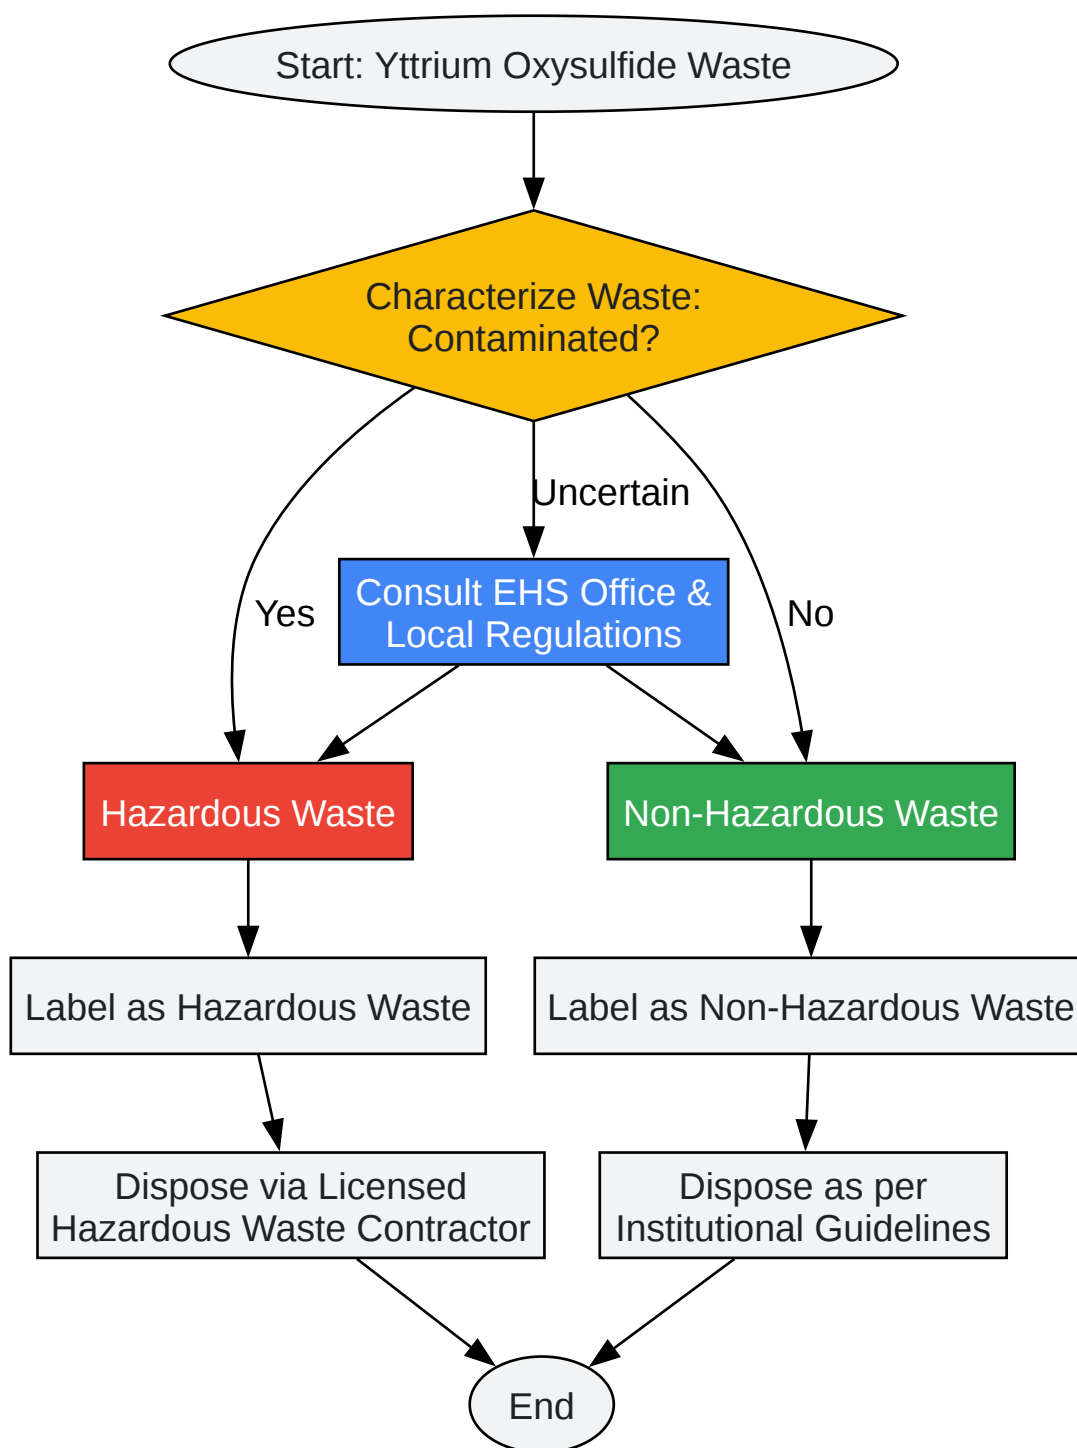 Start: Yttrium Oxysulfide Waste
Characterize Waste:
Contaminated?
Uncertain
Consult EHS Office &
Local Regulations
Yes
No
Hazardous Waste
Non-Hazardous Waste
Label as Hazardous Waste
Label as Non-Hazardous Waste
Dispose via Licensed
Hazardous Waste Contractor
Dispose as per
Institutional Guidelines
End